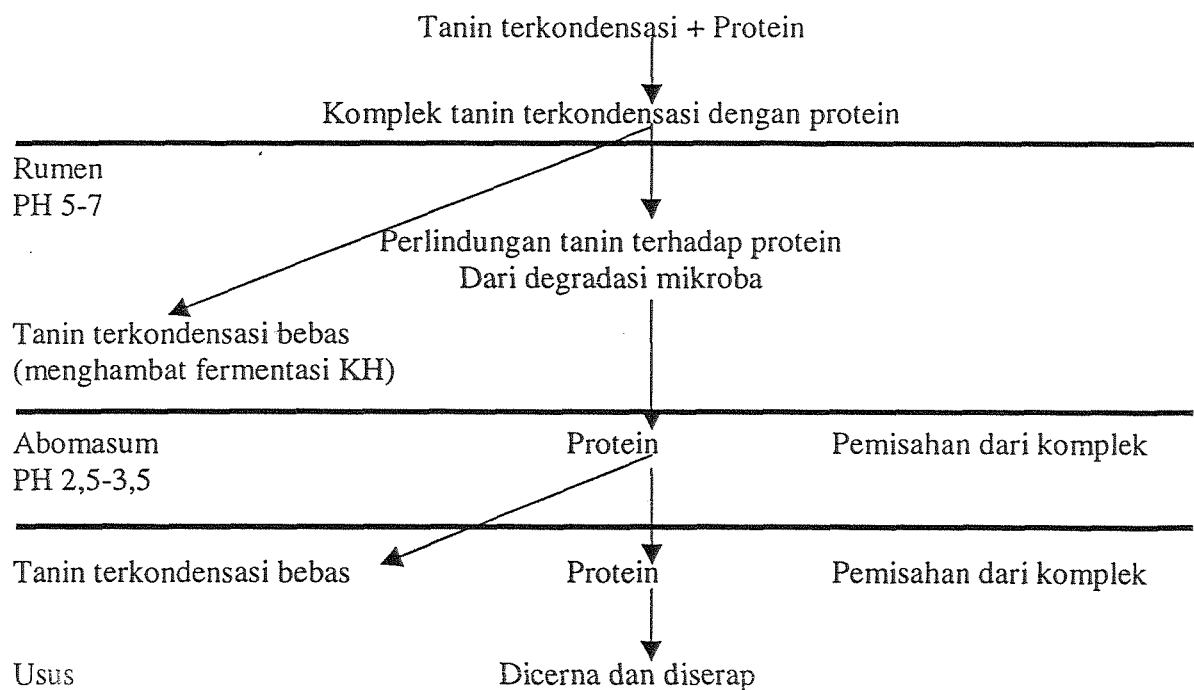 Tanin terkondensasi + Protein
Komplek tanin terkondensasi dengan protein
Rumen
PH 5-7
Perlindungan tanin terhadap protein
Dari degradasi mikroba
Tanin terkondensasi bebas
(menghambat fermentasi KH)
Abomasum Protein Pemisahan dari komplek
PH 2,5-3,5
Tanin terkondensasi bebas Protein Pemisahan dari komplek
Usus Dicerna dan diserap